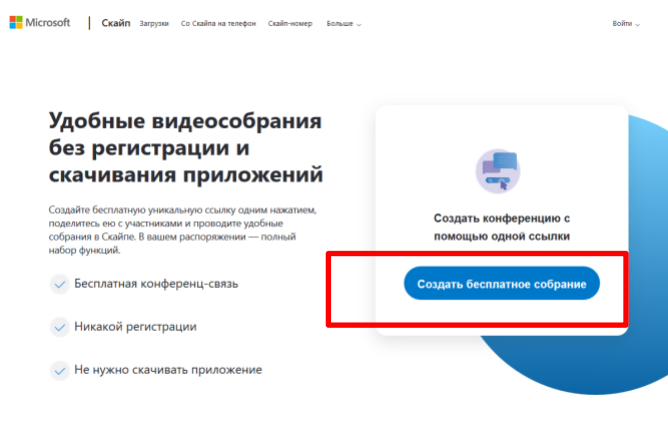 Microsoft Скайп Загрузки Со Скайпа на телефон Скайп-номер Больше Войти
Удобные видеособрания
без регистрации и
скачивания приложений
Создайте бесплатную уникальную ссылку одним нажатием,
поделитесь ею с участниками и проводите удобные
собрания в Скайпе. В вашем распоряжении — полный
набор функций.
Бесплатная конференц-связь
Никакой регистрации
Не нужно скачивать приложение
Создать конференцию с
помощью одной ссылки
Создать бесплатное собрание